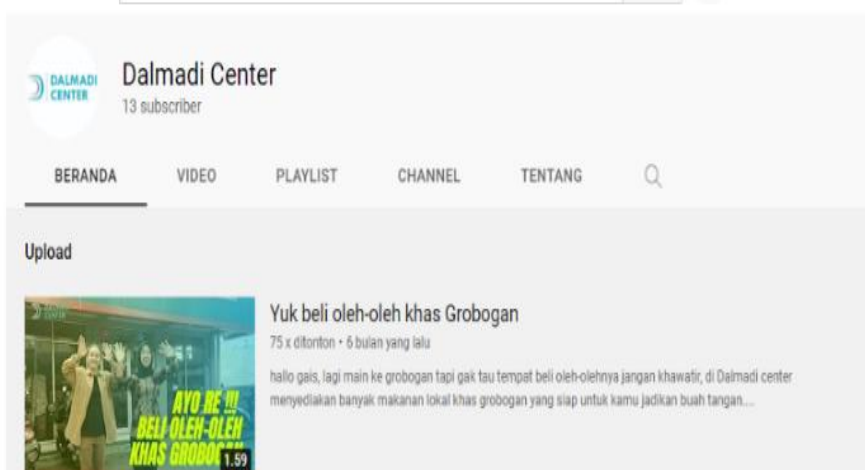 DALMADI
CENTER
Dalmadi Center
13 subscriber
BERANDA VIDEO PLAYLIST CHANNEL TENTANG
Upload
AYO KE !!!
BELI OLEH-OLEH
KHAS GROBOGAN
1.59
Yuk beli oleh-oleh khas Grobogan
75 x ditonton • 6 bulan yang lalu
hallo gais, lagi main ke grobogan tapi gak tau tempat beli oleh-olehnya jangan khawatir, di Dalmadi center
menyediakan banyak makanan lokal khas grobogan yang siap untuk kamu jadikan buah tangan....